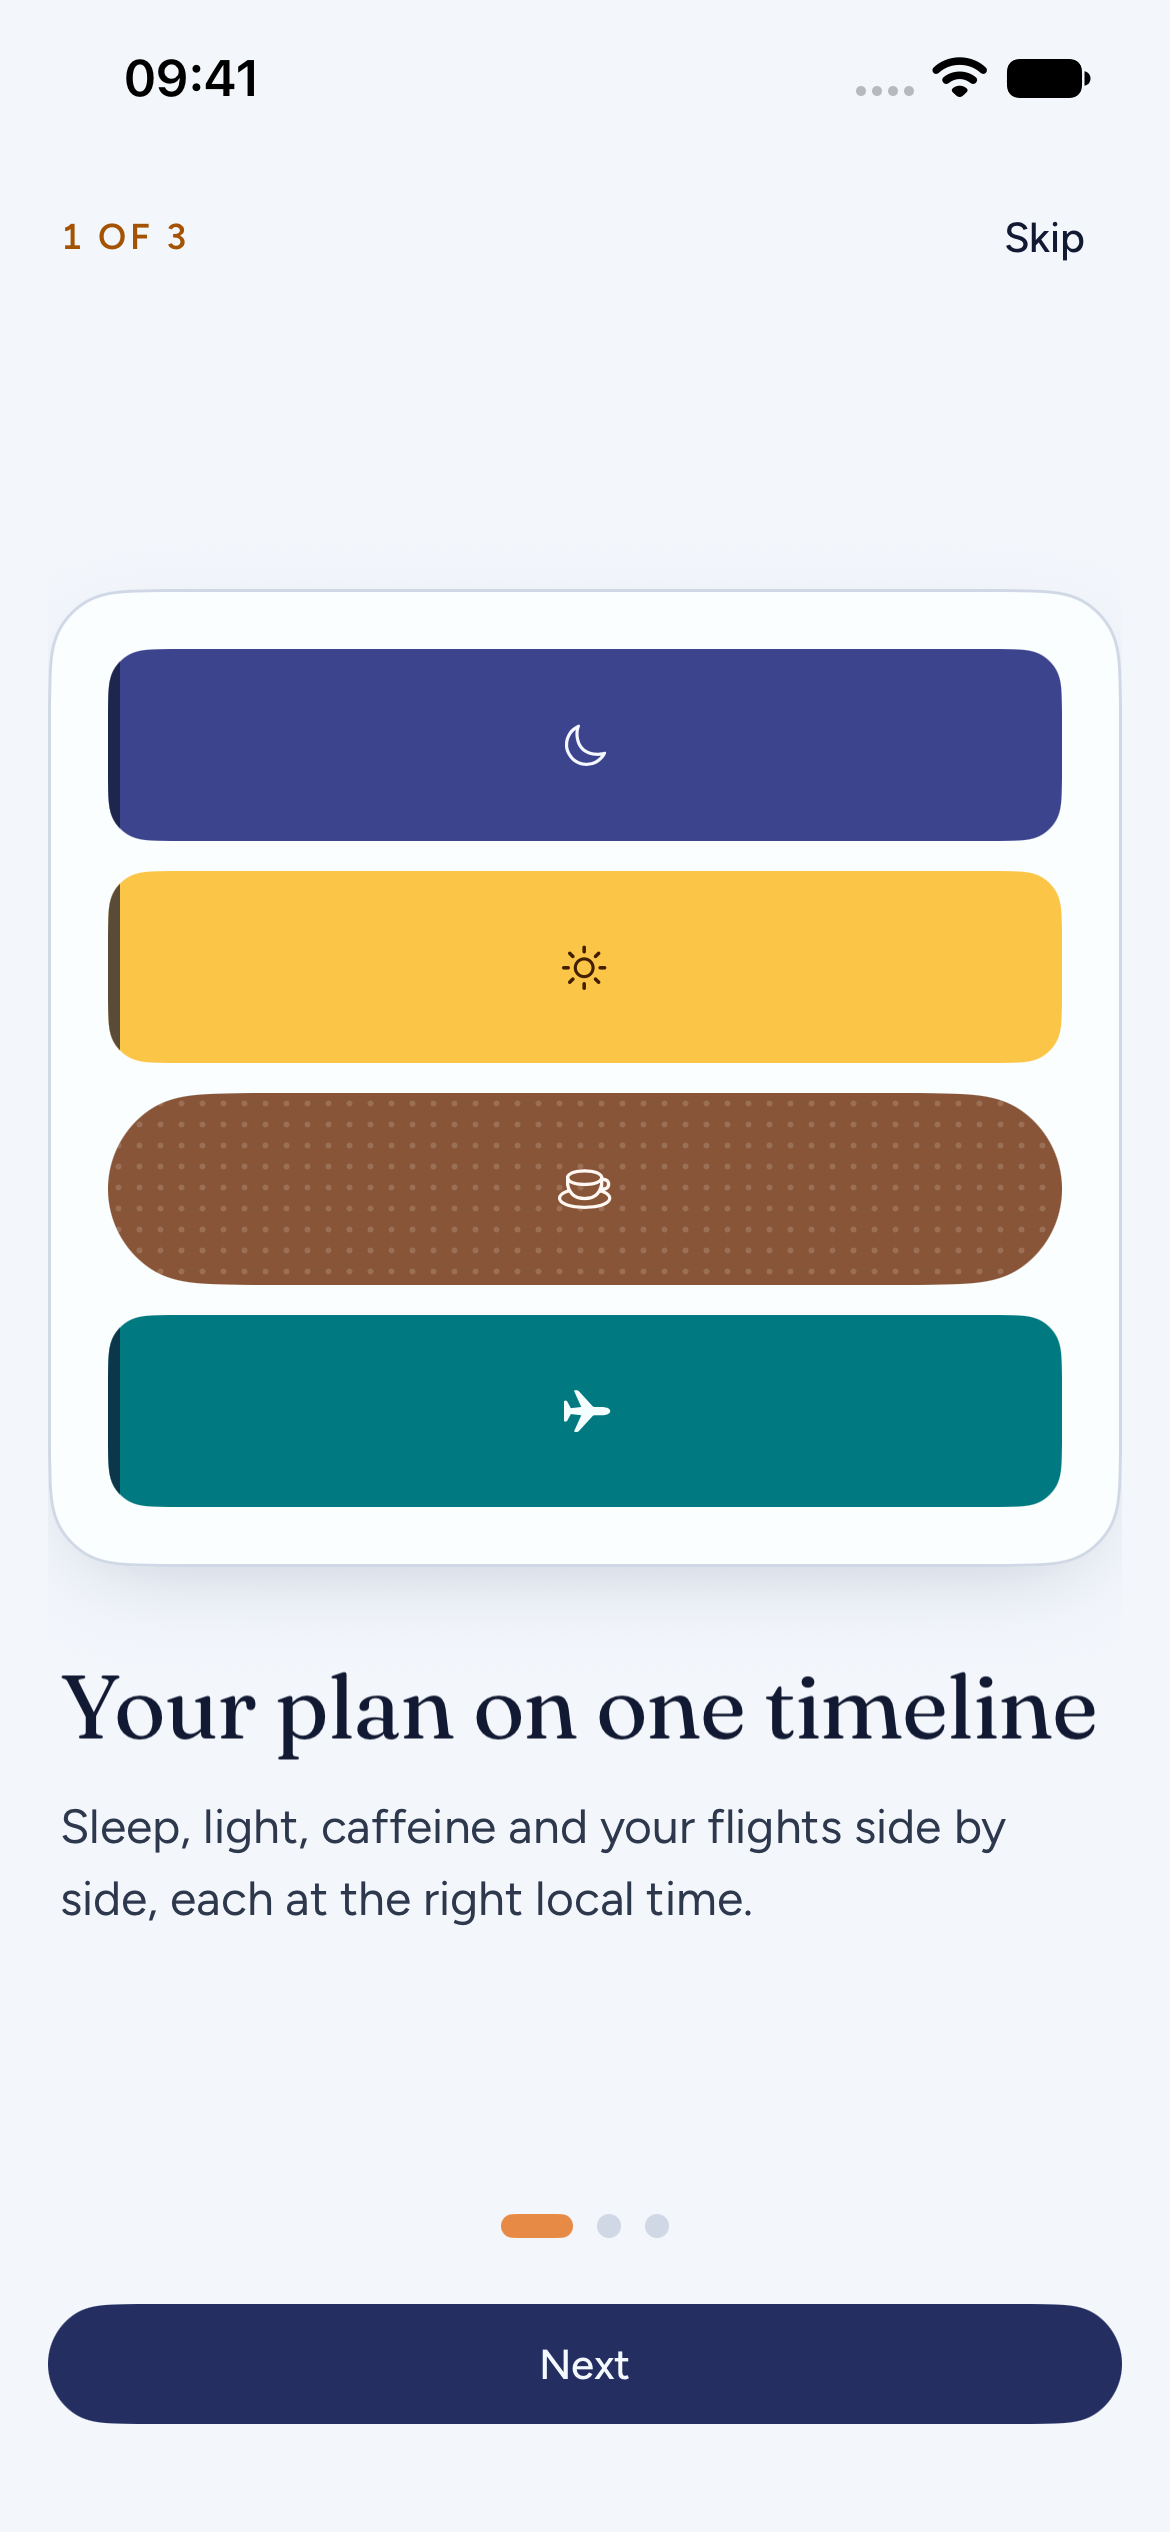 09:41
1 OF 3
Skip
Your plan on one timeline
Sleep, light, caffeine and your flights side by
side, each at the right local time.
Next